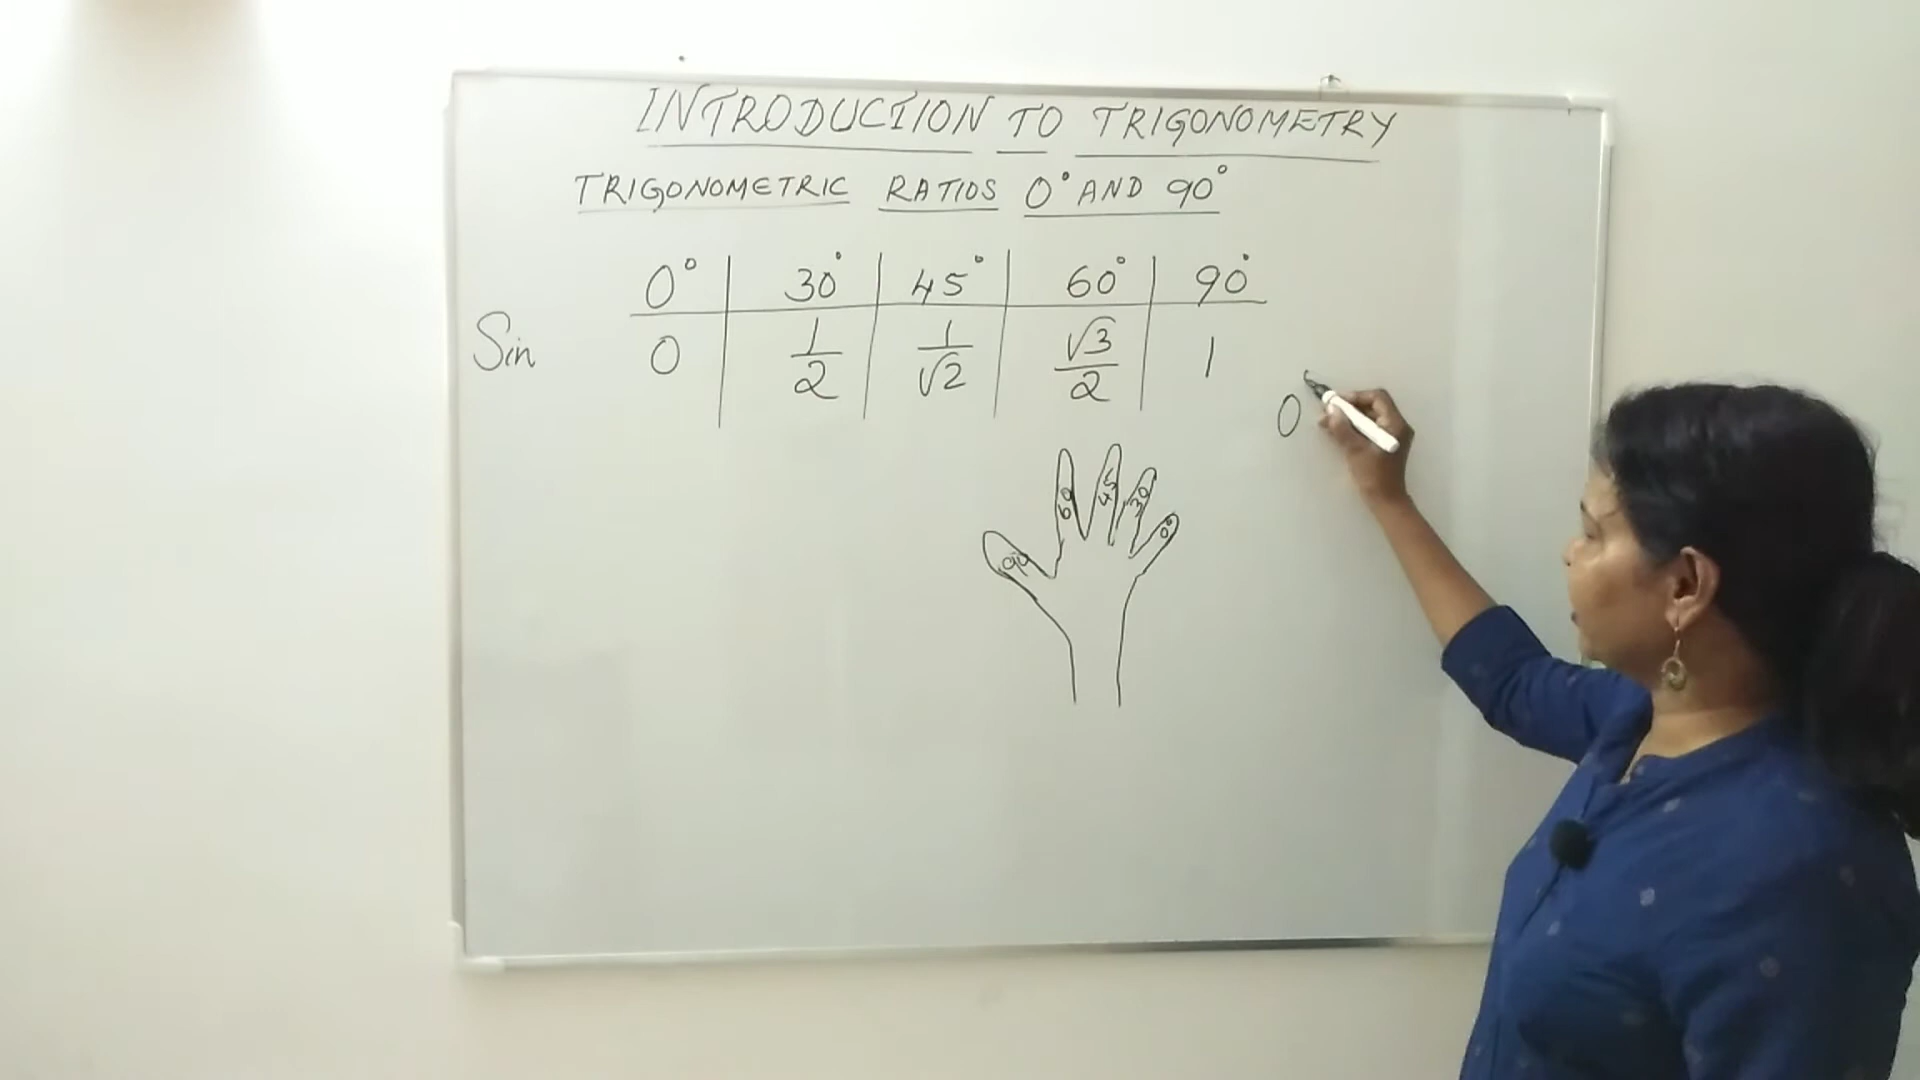 INTRODUCTION TO TRIGONOMETRY
TRIGONOMETRIC RATIOS 0° AND 90°
0° 30° 45° 60° 90°
Sin 0 1/2 1/√2 √3/2 1
0
90 60 45 30 0°